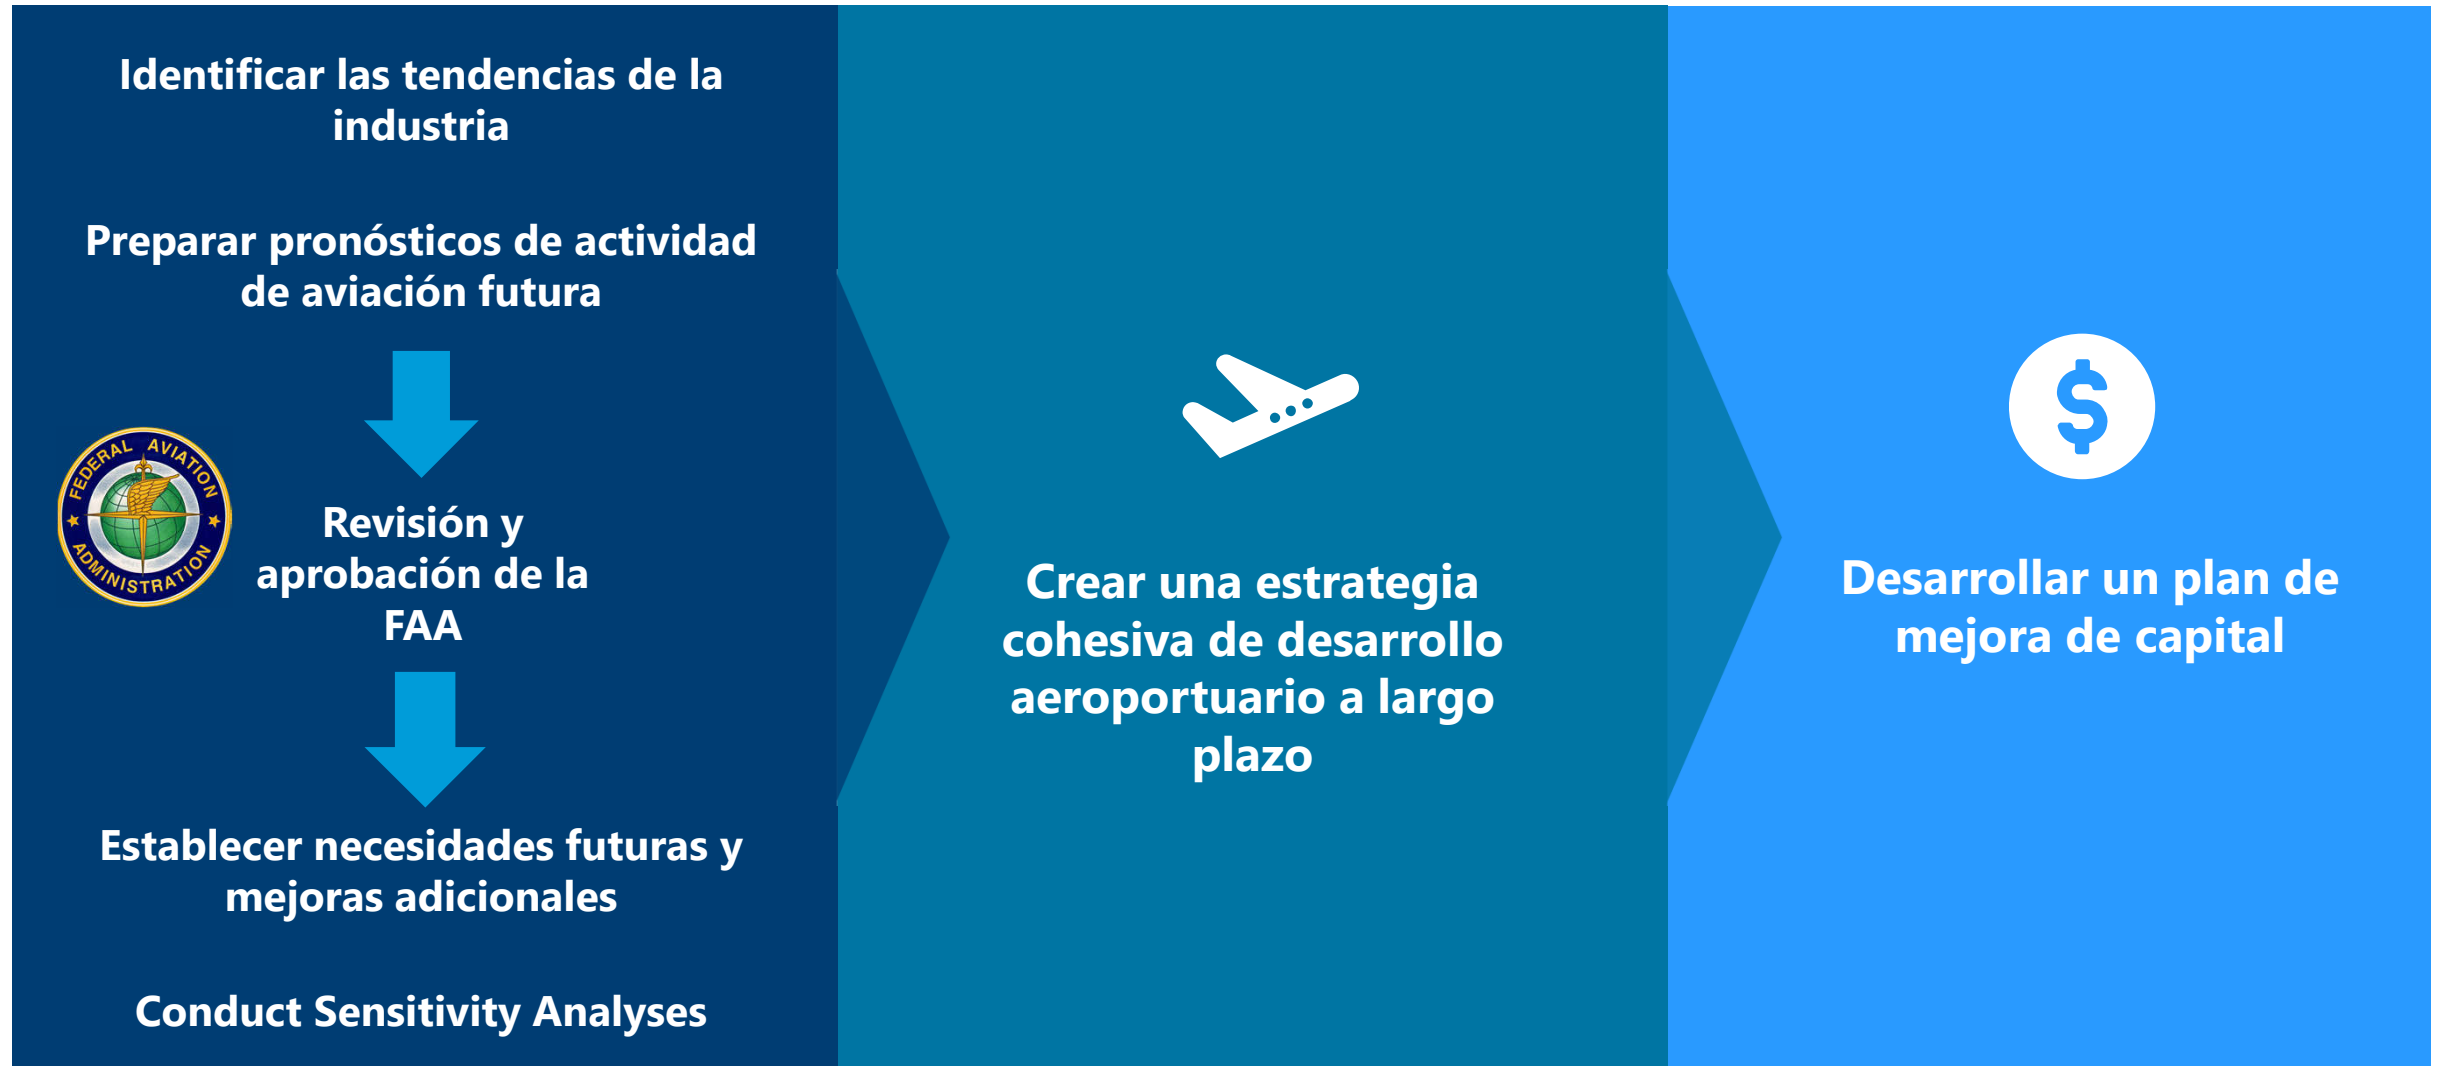 Identificar las tendencias de la
industria
Preparar pronósticos de actividad
de aviación futura
FEDERAL AVIATION
ADMINISTRATION
Revisión y
aprobación de la
FAA
Establecer necesidades futuras y
mejoras adicionales
Conduct Sensitivity Analyses
Crear una estrategia
cohesiva de desarrollo
aeroportuario a largo
plazo
$
Desarrollar un plan de
mejora de capital